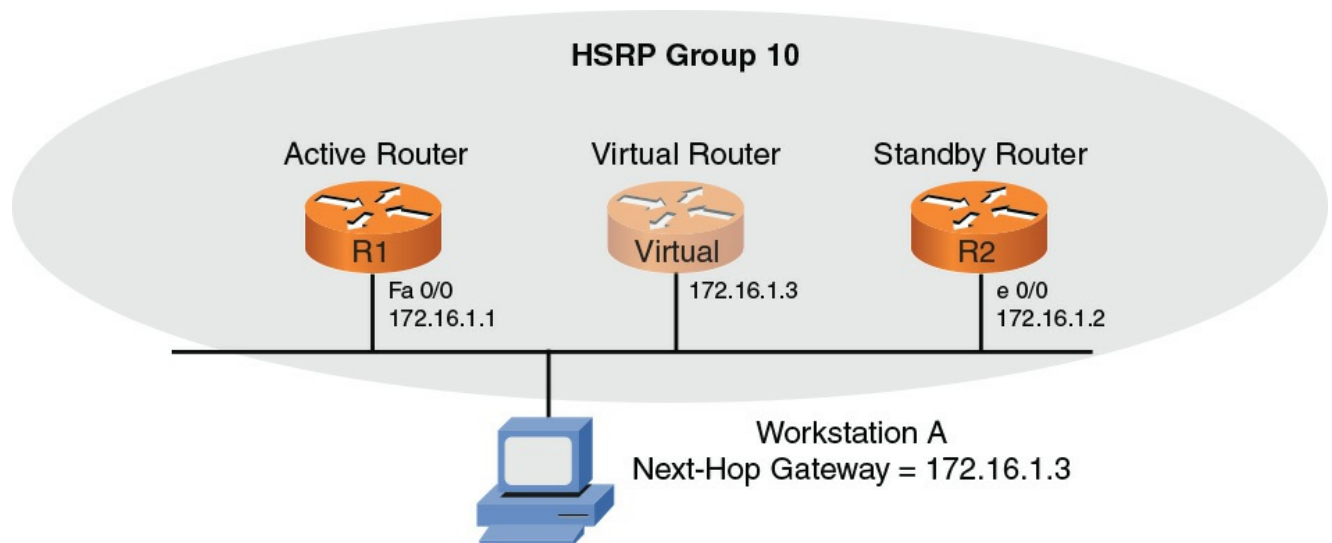 HSRP Group 10
Active Router
Virtual Router
Standby Router
R1
Virtual
R2
Fa 0/0
172.16.1.1
172.16.1.3
e 0/0
172.16.1.2
Workstation A
Next-Hop Gateway = 172.16.1.3